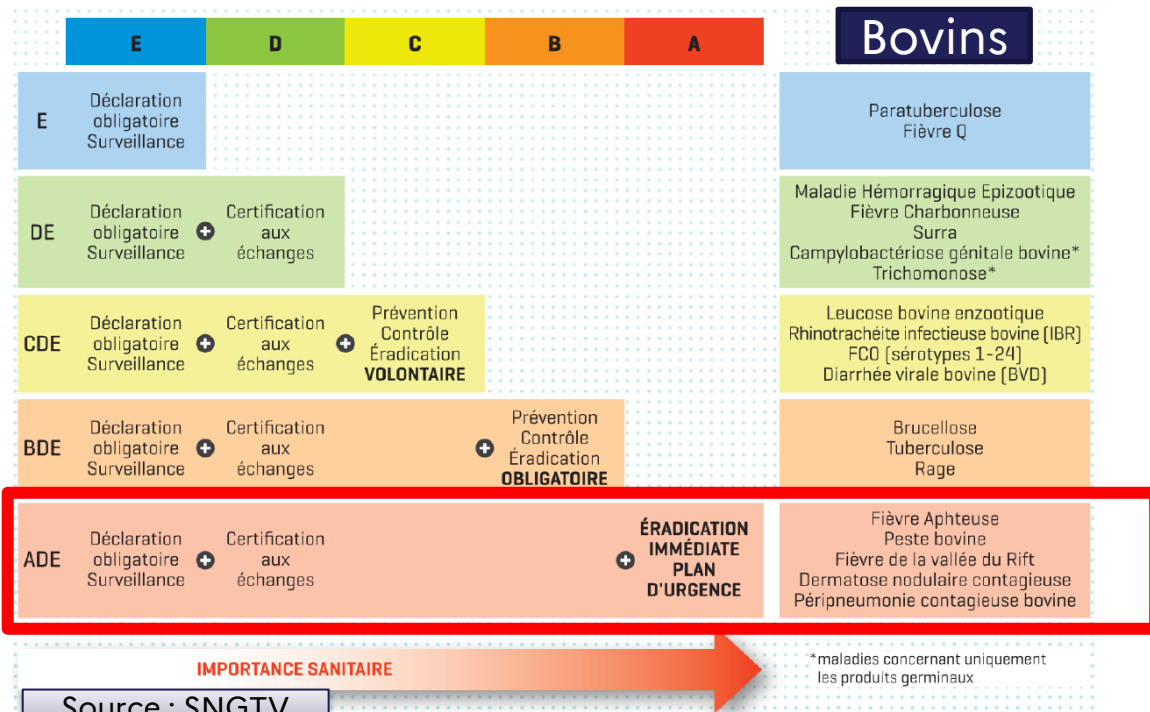 E
D
C
B
A
Bovins
E
Déclaration
obligatoire
Surveillance
Paratuberculose
Fièvre Q
DE
Déclaration
obligatoire
Surveillance
+
Certification
aux
échanges
Maladie Hémorragique Epizootique
Fièvre Charbonneuse
Surra
Campylobactériose génitale bovine*
Trichomonose*
CDE
Déclaration
obligatoire
Surveillance
+
Certification
aux
échanges
+
Prévention
Contrôle
Éradication
VOLONTAIRE
Leucose bovine enzootique
Rhinotrachéite infectieuse bovine (IBR)
FCO (sérotypes 1-24)
Diarrhée virale bovine (BVD)
BDE
Déclaration
obligatoire
Surveillance
+
Certification
aux
échanges
+
Prévention
Contrôle
Éradication
OBLIGATOIRE
Brucellose
Tuberculose
Rage
ADE
Déclaration
obligatoire
Surveillance
+
Certification
aux
échanges
+
ÉRADICATION
IMMÉDIATE
PLAN
D'URGENCE
Fièvre Aphteuse
Peste bovine
Fièvre de la vallée du Rift
Dermatose nodulaire contagieuse
Péripneumonie contagieuse bovine
IMPORTANCE SANITAIRE
*maladies concernant uniquement
les produits germinaux
Source : SNGTV